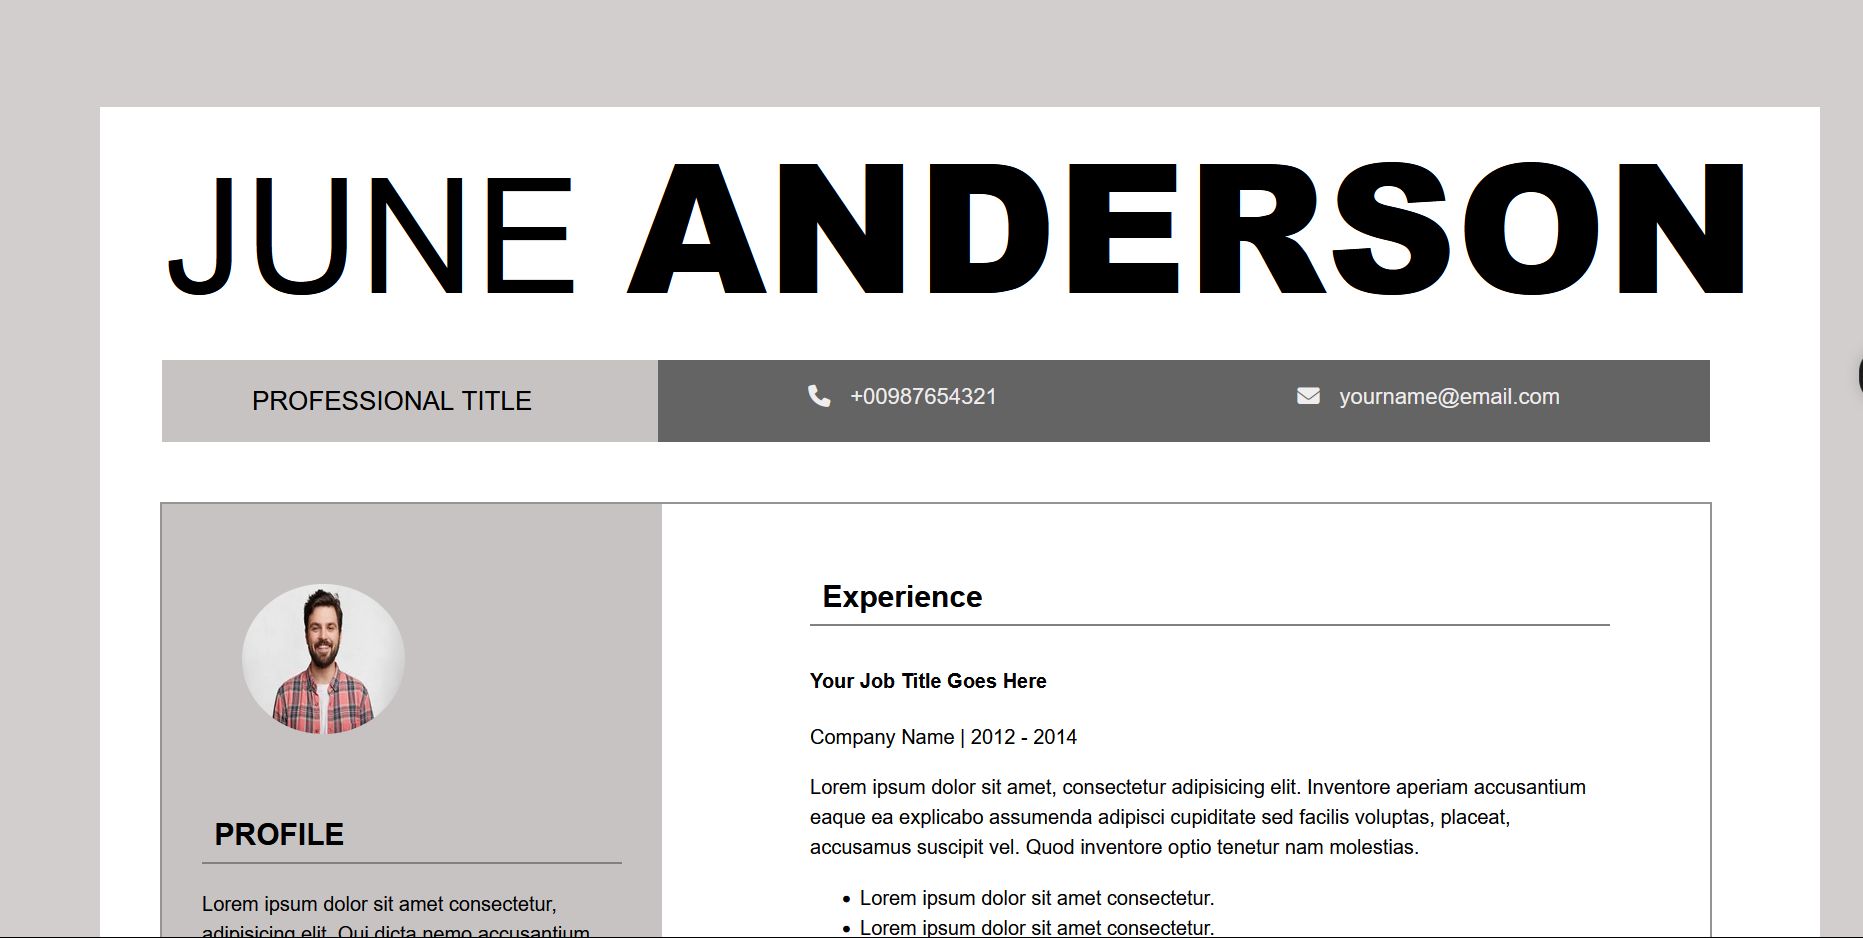 JUNE ANDERSON
PROFESSIONAL TITLE
+00987654321
yourname@email.com
PROFILE
Lorem ipsum dolor sit amet consectetur,
adipisicing elit. Qui dicta nemo accusantium
Experience
Your Job Title Goes Here
Company Name | 2012 - 2014
Lorem ipsum dolor sit amet, consectetur adipisicing elit. Inventore aperiam accusantium
eaque ea explicabo assumenda adipisci cupiditate sed facilis voluptas, placeat,
accusamus suscipit vel. Quod inventore optio tenetur nam molestias.
• Lorem ipsum dolor sit amet consectetur.
• Lorem ipsum dolor sit amet consectetur.